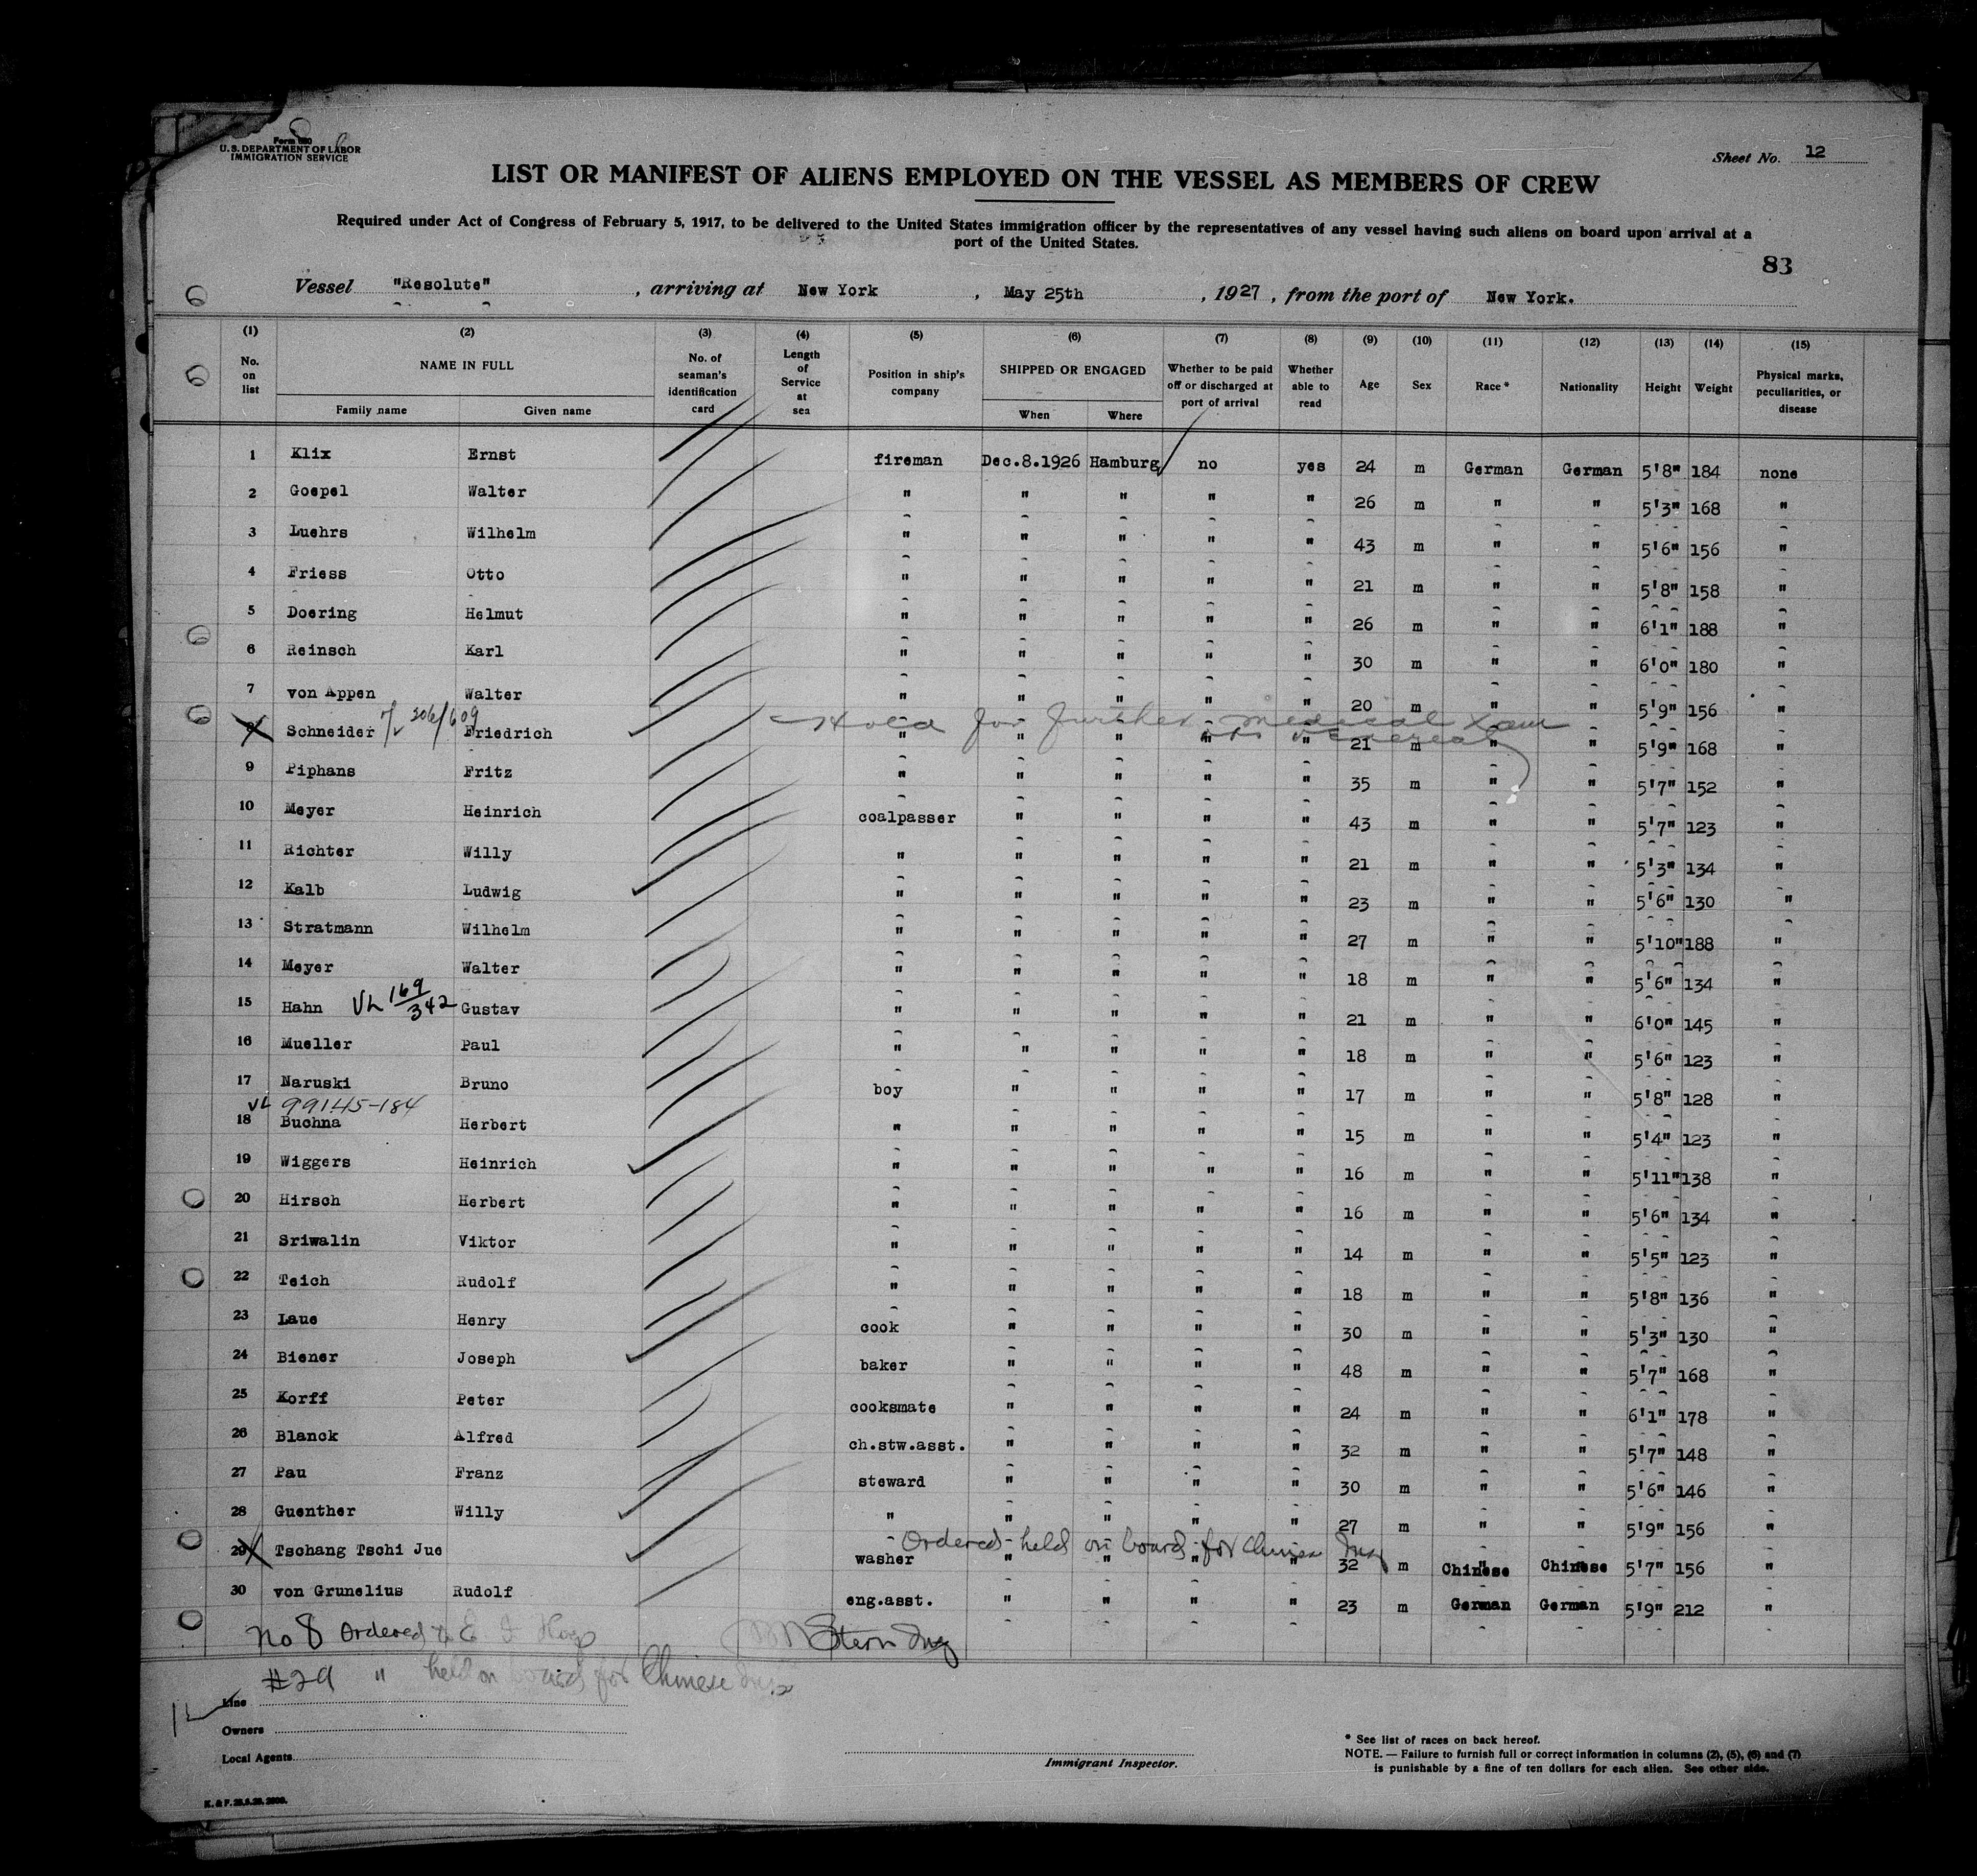 Form 680
U. S. DEPARTMENT OF LABOR
IMMIGRATION SERVICE
Sheet No. 12
LIST OR MANIFEST OF ALIENS EMPLOYED ON THE VESSEL AS MEMBERS OF CREW
Required under Act of Congress of February 5, 1917, to be delivered to the United States immigration officer by the representatives of any vessel having such aliens on board upon arrival at a
port of the United States.
83
Vessel "Resolute", arriving at New York, May 25th, 1927, from the port of New York.
(1) (2) (3) (4) (5) (6) (7) (8) (9) (10) (11) (12) (13) (14) (15)
No. on list NAME IN FULL Family name Given name No. of seaman's identification card Length of Service at sea Position in ship's company SHIPPED OR ENGAGED When Where Whether to be paid off or discharged at port of arrival Whether able to read Age Sex Race * Nationality Height Weight Physical marks, peculiarities, or disease
1 Klix Ernst fireman Dec.8.1926 Hamburg no yes 24 m German German 5'8" 184 none
2 Goepel Walter " " " " " 26 m " " 5'3" 168 "
3 Luehrs Wilhelm " " " " " 43 m " " 5'6" 156 "
4 Friess Otto " " " " " 21 m " " 5'8" 158 "
5 Doering Helmut " " " " " 26 m " " 6'1" 188 "
6 Reinsch Karl " " " " " 30 m " " 6'0" 180 "
7 von Appen Walter " " " " " 20 m " " 5'9" 156 "
206/609 Held for further medical Exam
8 Schneider Friedrich " " " " " 21 m " " 5'9" 168 "
9 Piphans Fritz " " " " " 35 m " " 5'7" 152 "
10 Meyer Heinrich coalpasser " " " " 43 m " " 5'7" 123 "
11 Richter Willy " " " " " 21 m " " 5'3" 134 "
12 Kalb Ludwig " " " " " 23 m " " 5'6" 130 "
13 Stratmann Wilhelm " " " " " 27 m " " 5'10" 188 "
14 Meyer Walter " " " " " 18 m " " 5'6" 134 "
15 Hahn VL 169/342 Gustav " " " " " 21 m " " 6'0" 145 "
16 Mueller Paul " " " " " 18 m " " 5'6" 123 "
17 Naruski Bruno boy " " " " 17 m " " 5'8" 128 "
VL 99145-184
18 Buchna Herbert " " " " " 15 m " " 5'4" 123 "
19 Wiggers Heinrich " " " " " 16 m " " 5'11" 138 "
20 Hirsch Herbert " " " " " 16 m " " 5'6" 134 "
21 Sriwalin Viktor " " " " " 14 m " " 5'5" 123 "
22 Teich Rudolf " " " " " 18 m " " 5'8" 136 "
23 Laue Henry cook " " " " 30 m " " 5'3" 130 "
24 Biener Joseph baker " " " " 48 m " " 5'7" 168 "
25 Korff Peter cooksmate " " " " 24 m " " 6'1" 178 "
26 Blanck Alfred ch.stw.asst. " " " " 32 m " " 5'7" 148 "
27 Pau Franz steward " " " " 30 m " " 5'6" 146 "
28 Guenther Willy " " " " " 27 m " " 5'9" 156 "
Ordered held on board for Chinese Insp
29 Tschang Tschi Jue washer " " " " 32 m Chinese Chinese 5'7" 156 "
30 von Grunelius Rudolf eng.asst. " " " " 23 m German German 5'9" 212 "
No 8 Ordered to E I Hosp Stern Insp
#29 " held on board for Chinese Insp
Line
Owners
Local Agents
Immigrant Inspector.
* See list of races on back hereof.
NOTE. — Failure to furnish full or correct information in columns (2), (5), (6) and (7)
is punishable by a fine of ten dollars for each alien. See other side.